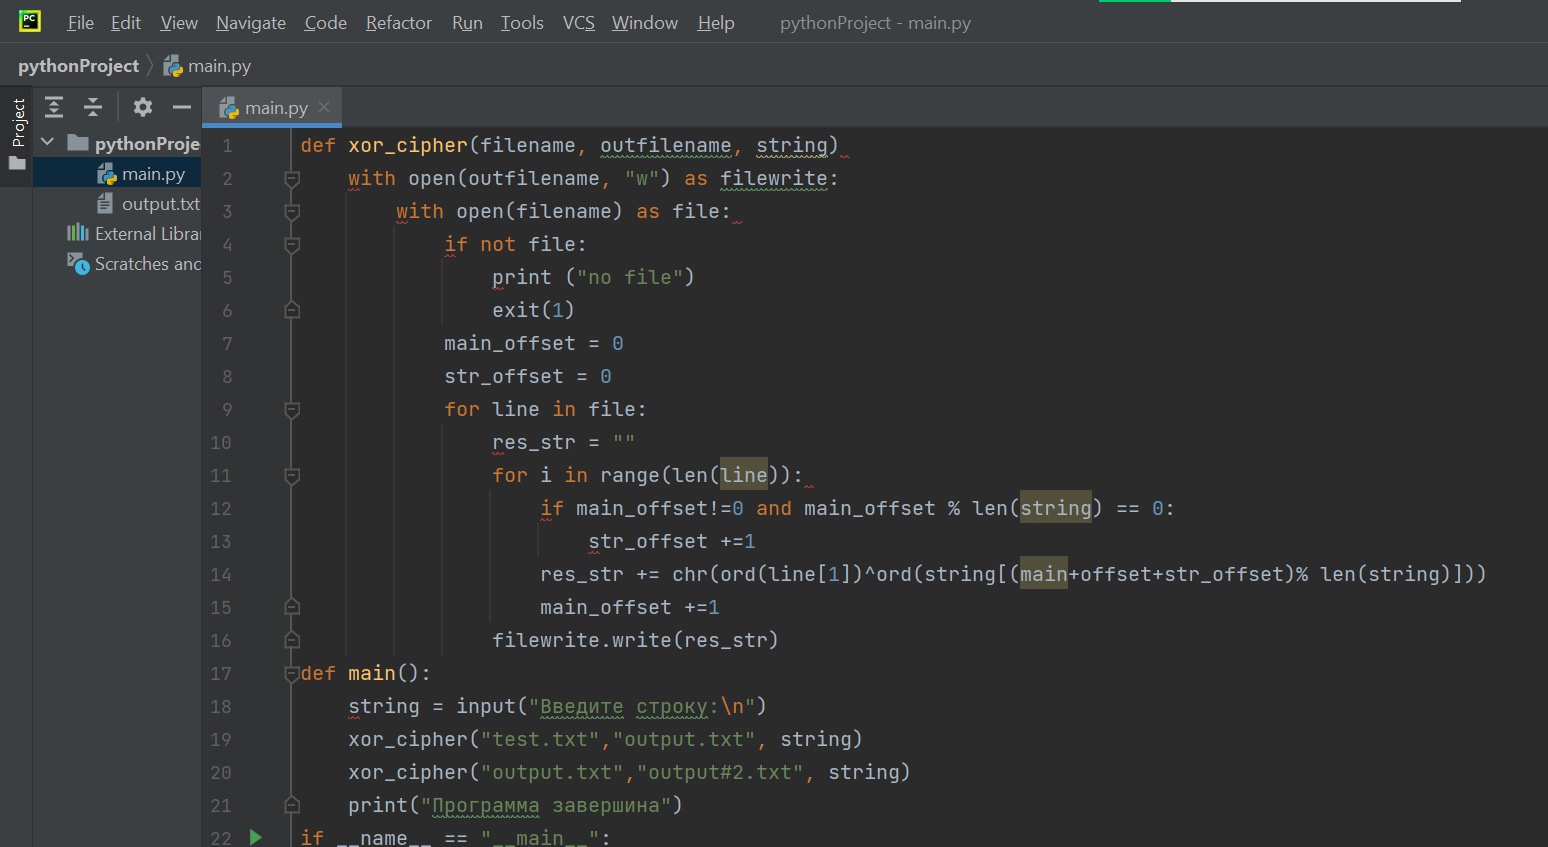 PC File Edit View Navigate Code Refactor Run Tools VCS Window Help pythonProject - main.py
pythonProject main.py
Project
main.py
pythonProje
main.py
output.txt
External Libra
Scratches and
1 def xor_cipher(filename, outfilename, string)
2 with open(outfilename, "w") as filewrite:
3 with open(filename) as file:
4 if not file:
5 print ("no file")
6 exit(1)
7 main_offset = 0
8 str_offset = 0
9 for line in file:
10 res_str = ""
11 for i in range(len(line)):
12 if main_offset!=0 and main_offset % len(string) == 0:
13 str_offset +=1
14 res_str += chr(ord(line[1])^ord(string[(main+offset+str_offset)% len(string)]))
15 main_offset +=1
16 filewrite.write(res_str)
17 def main():
18 string = input("Введите строку:\n")
19 xor_cipher("test.txt","output.txt", string)
20 xor_cipher("output.txt","output#2.txt", string)
21 print("Программа завершина")
22 if __name__ == "__main__":